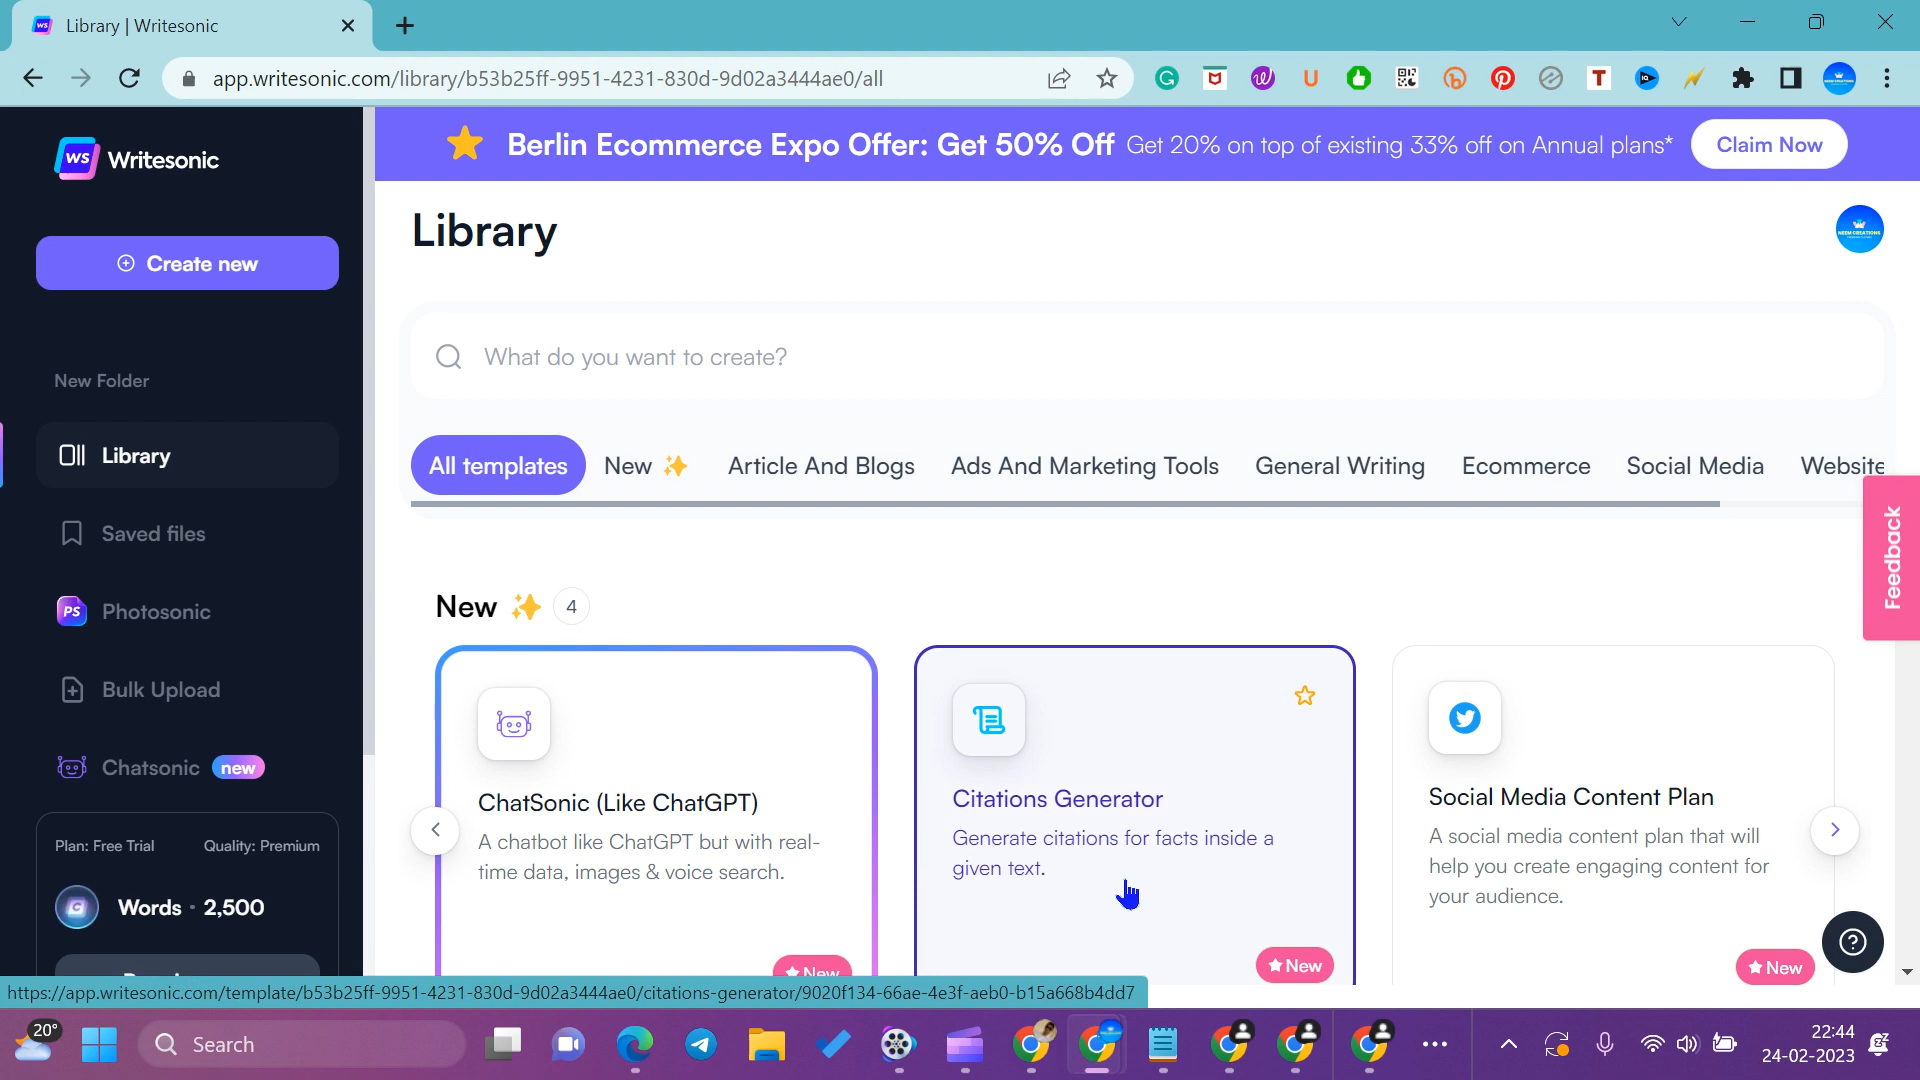 Library | Writesonic
app.writesonic.com/library/b53b25ff-9951-4231-830d-9d02a3444ae0/all
WS Writesonic
Create new
New Folder
Library
Saved files
PS Photosonic
Bulk Upload
Chatsonic new
Plan: Free Trial Quality: Premium
Words · 2,500
Berlin Ecommerce Expo Offer: Get 50% Off Get 20% on top of existing 33% off on Annual plans* Claim Now
Library
What do you want to create?
All templates New Article And Blogs Ads And Marketing Tools General Writing Ecommerce Social Media Website
Feedback
New 4
ChatSonic (Like ChatGPT)
A chatbot like ChatGPT but with real-
time data, images & voice search.
New
Citations Generator
Generate citations for facts inside a
given text.
New
Social Media Content Plan
A social media content plan that will
help you create engaging content for
your audience.
New
https://app.writesonic.com/template/b53b25ff-9951-4231-830d-9d02a3444ae0/citations-generator/9020f134-66ae-4e3f-aeb0-b15a668b4dd7
20°
Search
22:44
24-02-2023